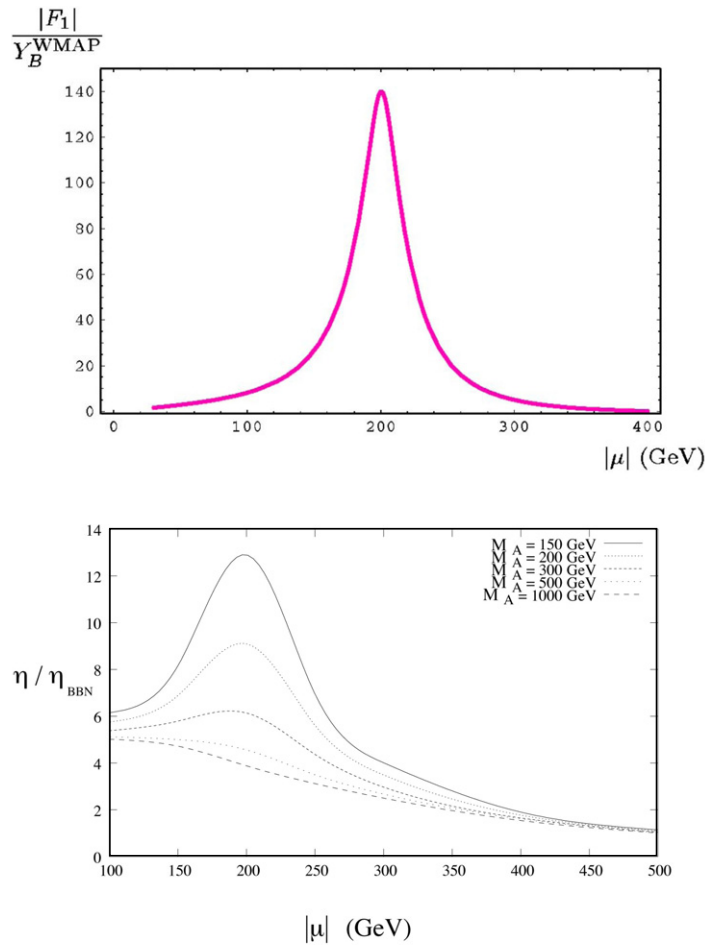 |F₁|
Y_B^WMAP
140
120
100
80
60
40
20
0
0 100 200 300 400
|μ| (GeV)
14
12
10
8
6
4
2
0
M_A = 150 GeV
M_A = 200 GeV
M_A = 300 GeV
M_A = 500 GeV
M_A = 1000 GeV
η / η_BBN
100 150 200 250 300 350 400 450 500
|μ| (GeV)